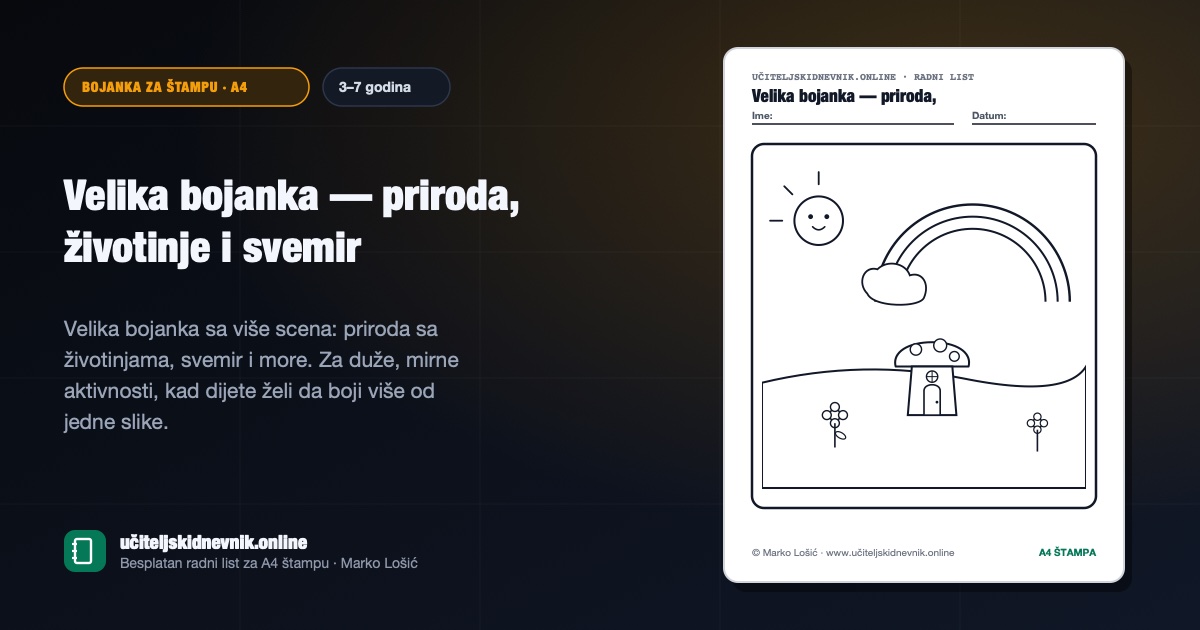 BOJANKA ZA ŠTAMPU · A4
3–7 godina
Velika bojanka — priroda,
životinje i svemir
Velika bojanka sa više scena: priroda sa
životinjama, svemir i more. Za duže, mirne
aktivnosti, kad dijete želi da boji više od
jedne slike.
učiteljskidnevnik.online
Besplatan radni list za A4 štampu · Marko Lošić
UČITELJSKIDNEVNIK.ONLINE · RADNI LIST
Velika bojanka — priroda,
Ime:
Datum:
© Marko Lošić · www.uciteljskidnevnik.online
A4 ŠTAMPA